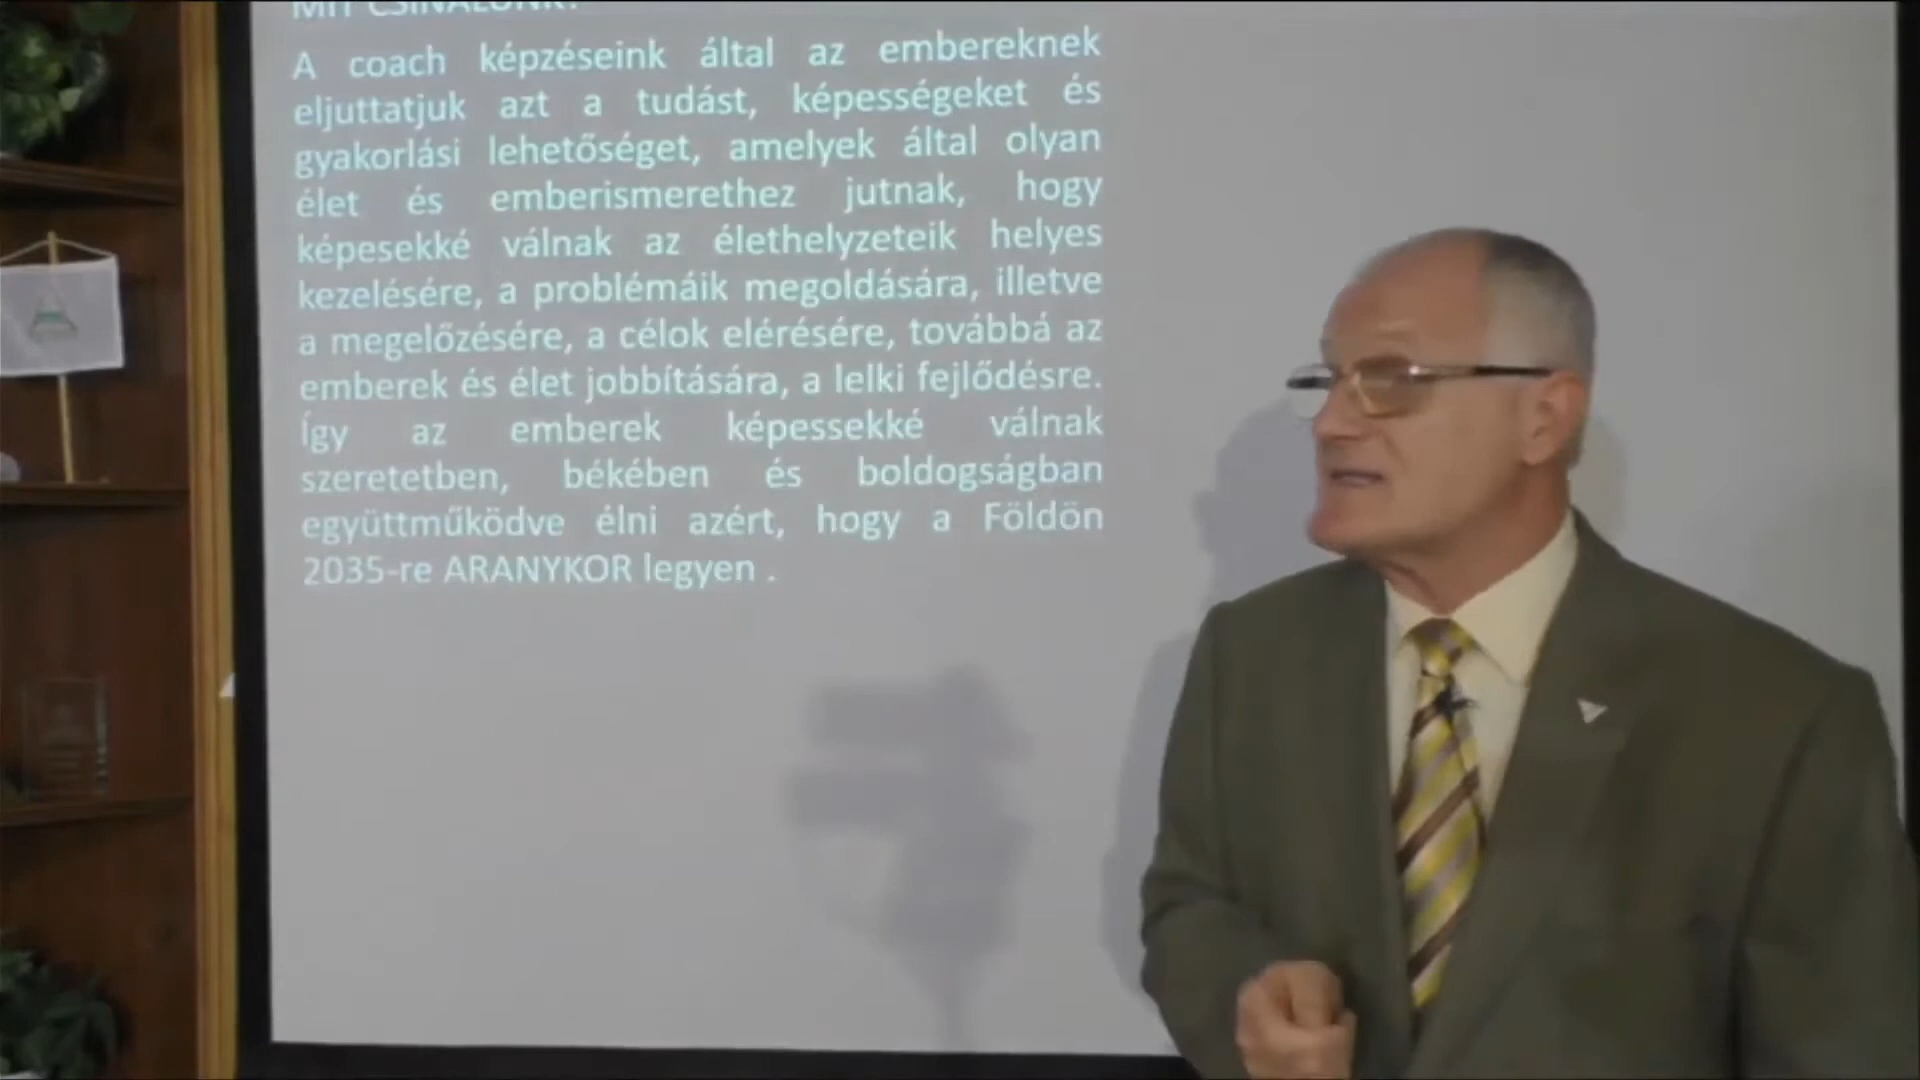 MIT CSINÁLUNK?
A coach képzéseink által az embereknek
eljuttatjuk azt a tudást, képességeket és
gyakorlási lehetőséget, amelyek által olyan
élet és emberismerethez jutnak, hogy
képesekké válnak az élethelyzeteik helyes
kezelésére, a problémáik megoldására, illetve
a megelőzésére, a célok elérésére, továbbá az
emberek és élet jobbítására, a lelki fejlődésre.
Így az emberek képessekké válnak
szeretetben, békében és boldogságban
együttműködve élni azért, hogy a Földön
2035-re ARANYKOR legyen .